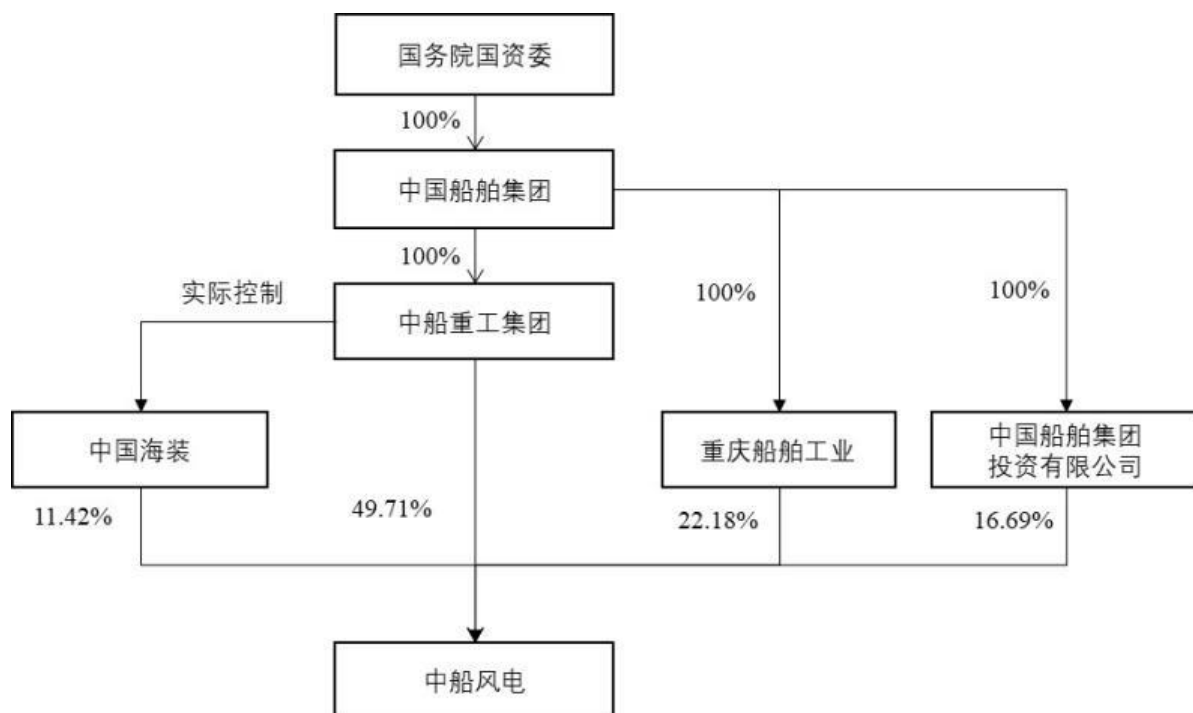 国务院国资委
100%
中国船舶集团
100%
实际控制
中船重工集团
100%
100%
中国海装
重庆船舶工业
中国船舶集团
投资有限公司
11.42%
49.71%
22.18%
16.69%
中船风电